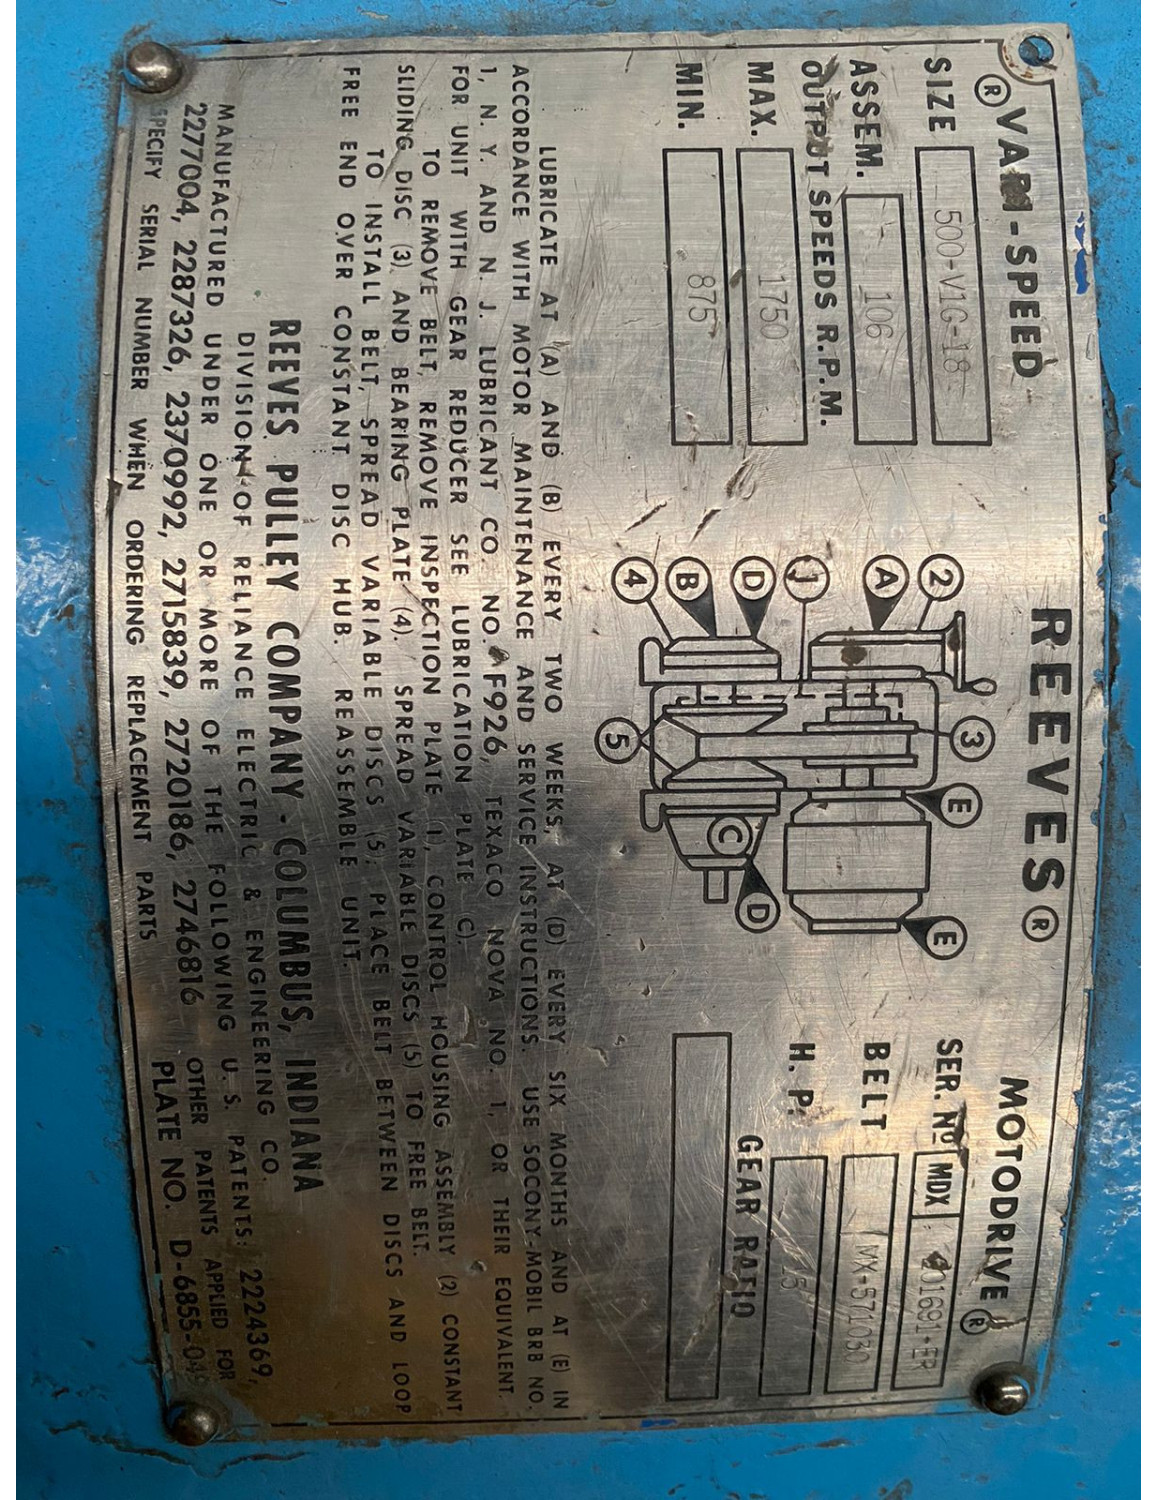 REEVES®
®VARI-SPEED
MOTODRIVE®
SIZE 500-V1G-18
ASSEM. 106
OUTPUT SPEEDS R.P.M.
MAX. 1750
MIN. 875
2
A
1
D
B
4
3
E
5
C
D
E
SER. Nº MDX 01691-ER
BELT MX-571030
H. P. 15
GEAR RATIO
LUBRICATE AT (A) AND (B) EVERY TWO WEEKS, AT (D) EVERY SIX MONTHS AND AT (E) IN
ACCORDANCE WITH MOTOR MAINTENANCE AND SERVICE INSTRUCTIONS. USE SOCONY-MOBIL BRB NO.
1, N. Y. AND N. J. LUBRICANT CO. NO. F926, TEXACO NOVA NO. 1, OR THEIR EQUIVALENT.
FOR UNIT WITH GEAR REDUCER SEE LUBRICATION PLATE C).
TO REMOVE BELT, REMOVE INSPECTION PLATE (1), CONTROL HOUSING ASSEMBLY (2) CONSTANT
SLIDING DISC (3) AND BEARING PLATE (4). SPREAD VARIABLE DISCS (5) TO FREE BELT.
TO INSTALL BELT, SPREAD VARIABLE DISCS (5). PLACE BELT BETWEEN DISCS AND LOOP
FREE END OVER CONSTANT DISC HUB. REASSEMBLE UNIT.
REEVES PULLEY COMPANY - COLUMBUS, INDIANA
DIVISION OF RELIANCE ELECTRIC & ENGINEERING CO.
MANUFACTURED UNDER ONE OR MORE OF THE FOLLOWING U. S. PATENTS: 2224369,
2277004, 2287326, 2370992, 2715839, 2720186, 2746816 OTHER PATENTS APPLIED FOR
SPECIFY SERIAL NUMBER WHEN ORDERING REPLACEMENT PARTS PLATE NO. D-6855-04